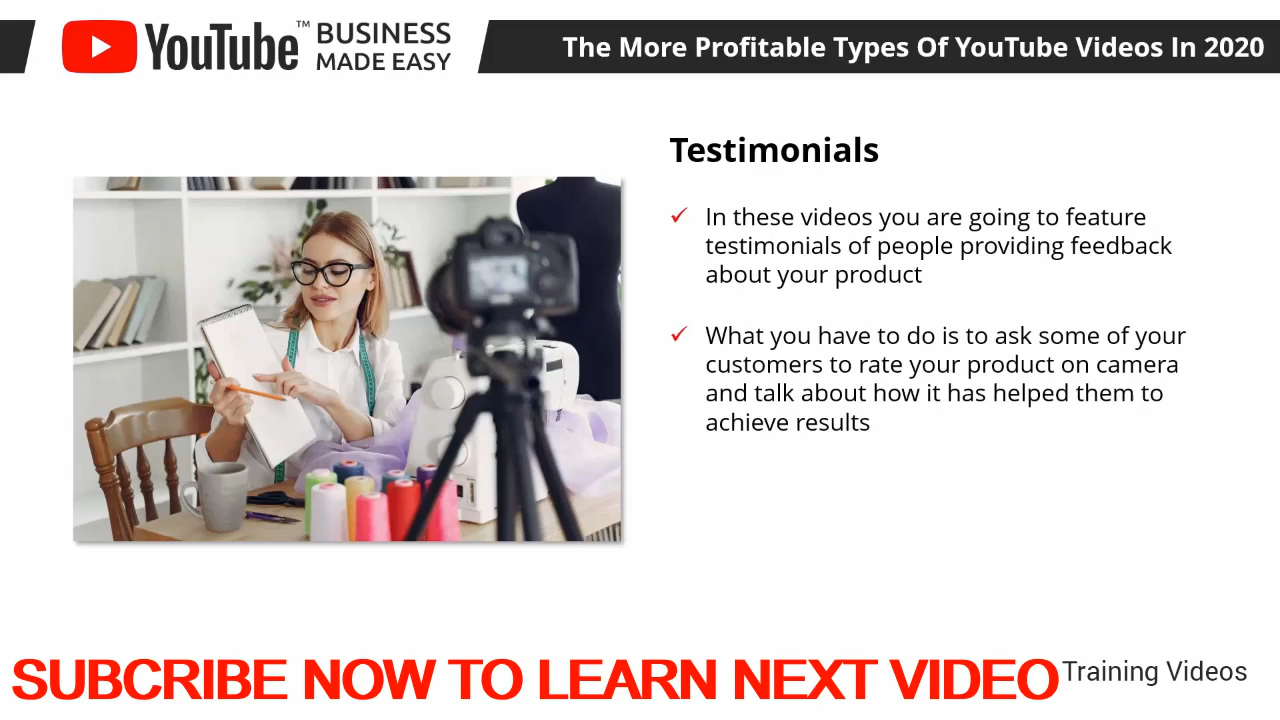 YouTube™ BUSINESS
MADE EASY
The More Profitable Types Of YouTube Videos In 2020
Testimonials
In these videos you are going to feature
testimonials of people providing feedback
about your product
What you have to do is to ask some of your
customers to rate your product on camera
and talk about how it has helped them to
achieve results
SUBCRIBE NOW TO LEARN NEXT VIDEO Training Videos